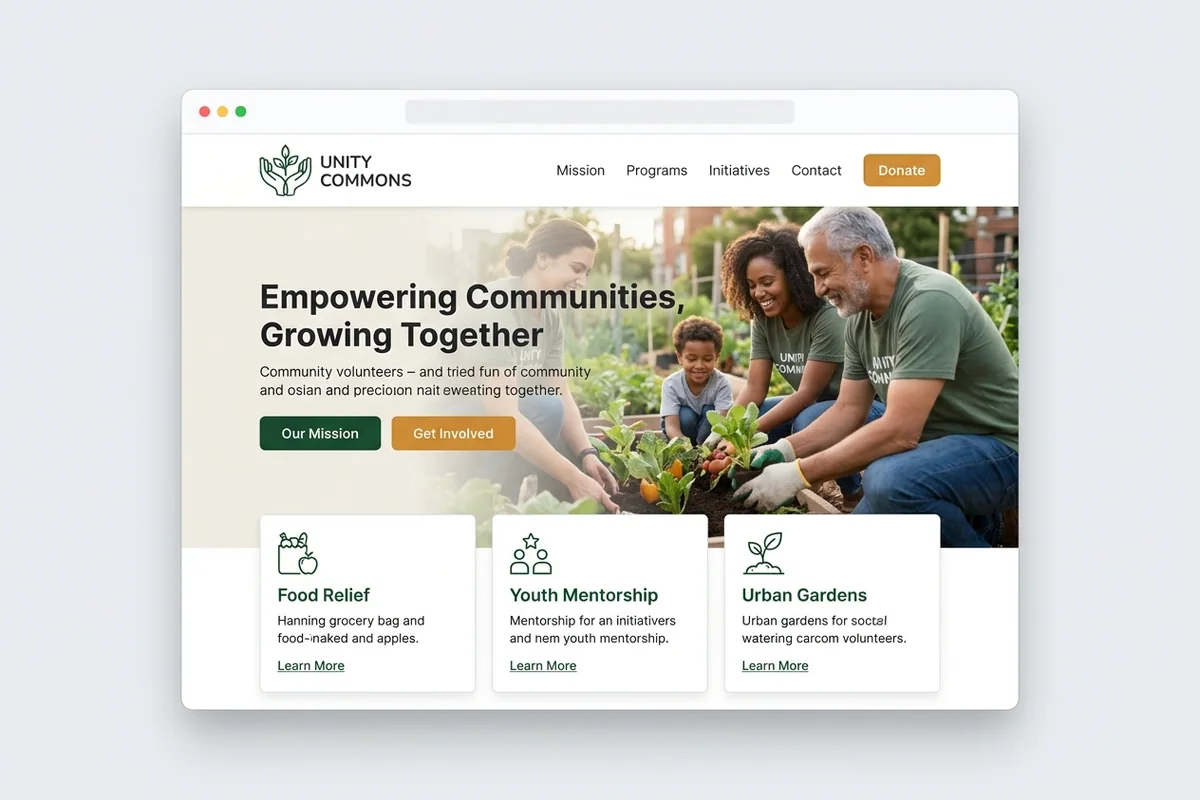 UNITY
COMMONS
Mission
Programs
Initiatives
Contact
Donate
Empowering Communities,
Growing Together
Community volunteers – and tried fun of community
and osian and precioion nait eweating together.
Our Mission
Get Involved
Food Relief
Hanning grocery bag and
food-inaked and apples.
Learn More
Youth Mentorship
Mentorship for an initiativers
and nem youth mentorship.
Learn More
Urban Gardens
Urban gardens for soctal
watering carcom volunteers.
Learn More